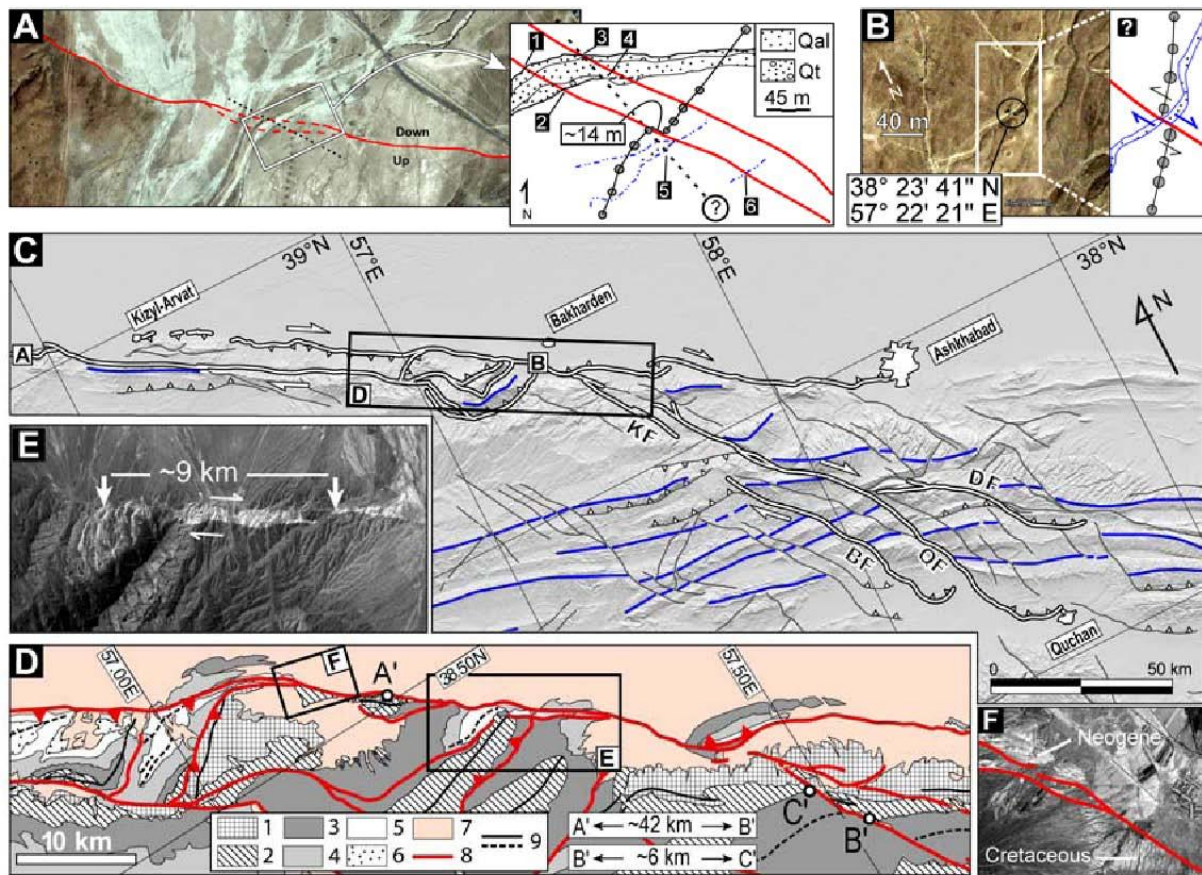 A
Down
Up
1
3
4
2
~14 m
5
6
?
N
Qal
Qt
45 m
B
N
40 m
38° 23' 41" N
57° 22' 21" E
?
C
39°N
57°E
58°E
38°N
N
Kizyl-Arvat
Bakharden
Ashkhabad
A
B
D
KF
DF
BF
QF
Quchan
0
50 km
E
~9 km
D
57.00E
F
A'
38.50N
57.50E
E
C'
B'
10 km
1
3
5
7
9
2
4
6
8
A' ~42 km B'
B' ~6 km C'
F
Neogene
Cretaceous